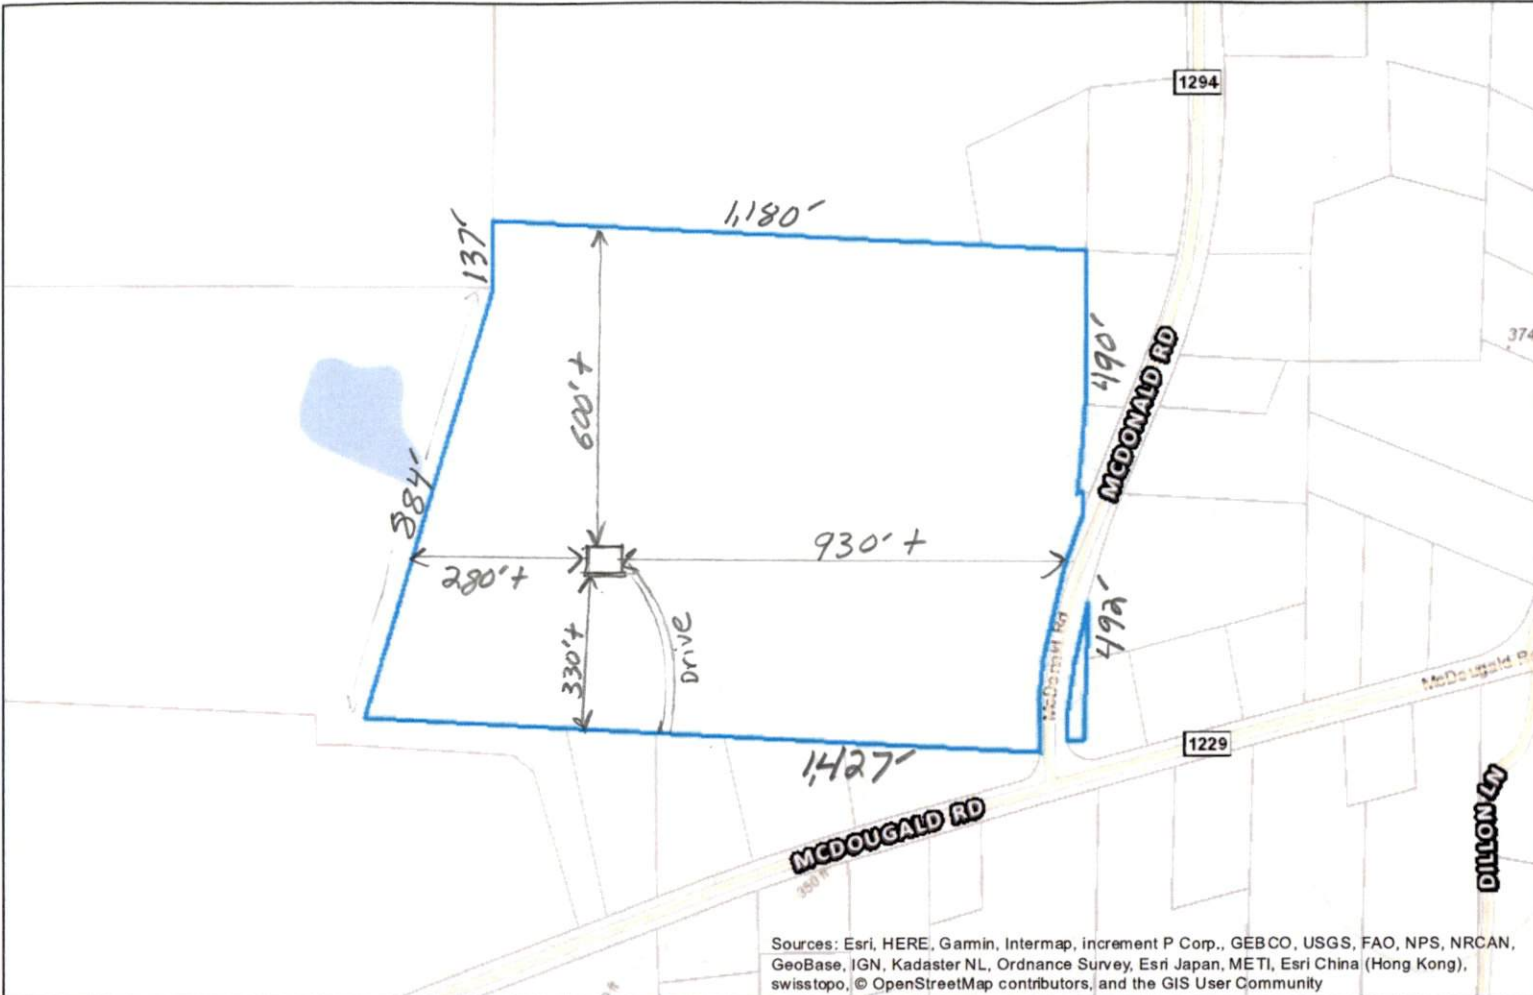 1294
1,180'
137'
490'
MCDONALD RD
374
600'+
884'
930'+
280'+
492'
330'+
Drive
McDonald Rd
McDougald R
1229
1,427'
MCDOUGALD RD
350 ft
DILLON LN
ft
Sources: Esri, HERE, Garmin, Intermap, increment P Corp., GEBCO, USGS, FAO, NPS, NRCAN,
GeoBase, IGN, Kadaster NL, Ordnance Survey, Esri Japan, METI, Esri China (Hong Kong),
swisstopo, © OpenStreetMap contributors, and the GIS User Community